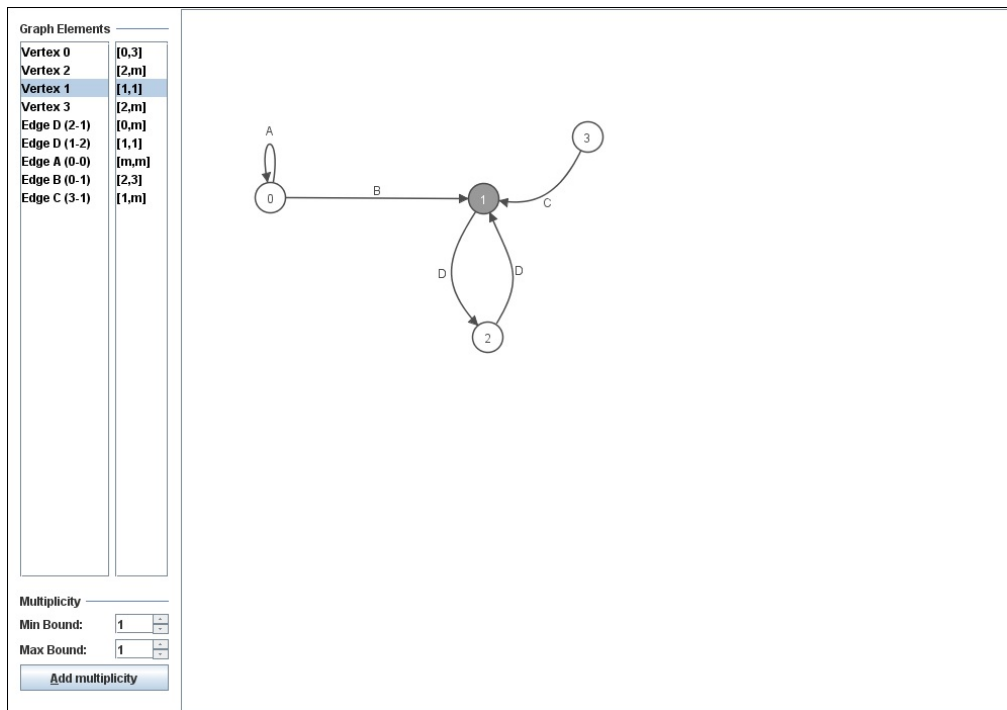 Graph Elements
Vertex 0 [0,3]
Vertex 2 [2,m]
Vertex 1 [1,1]
Vertex 3 [2,m]
Edge D (2-1) [0,m]
Edge D (1-2) [1,1]
Edge A (0-0) [m,m]
Edge B (0-1) [2,3]
Edge C (3-1) [1,m]
Multiplicity
Min Bound: 1
Max Bound: 1
Add multiplicity
A
3
0
B
1
C
D
D
2